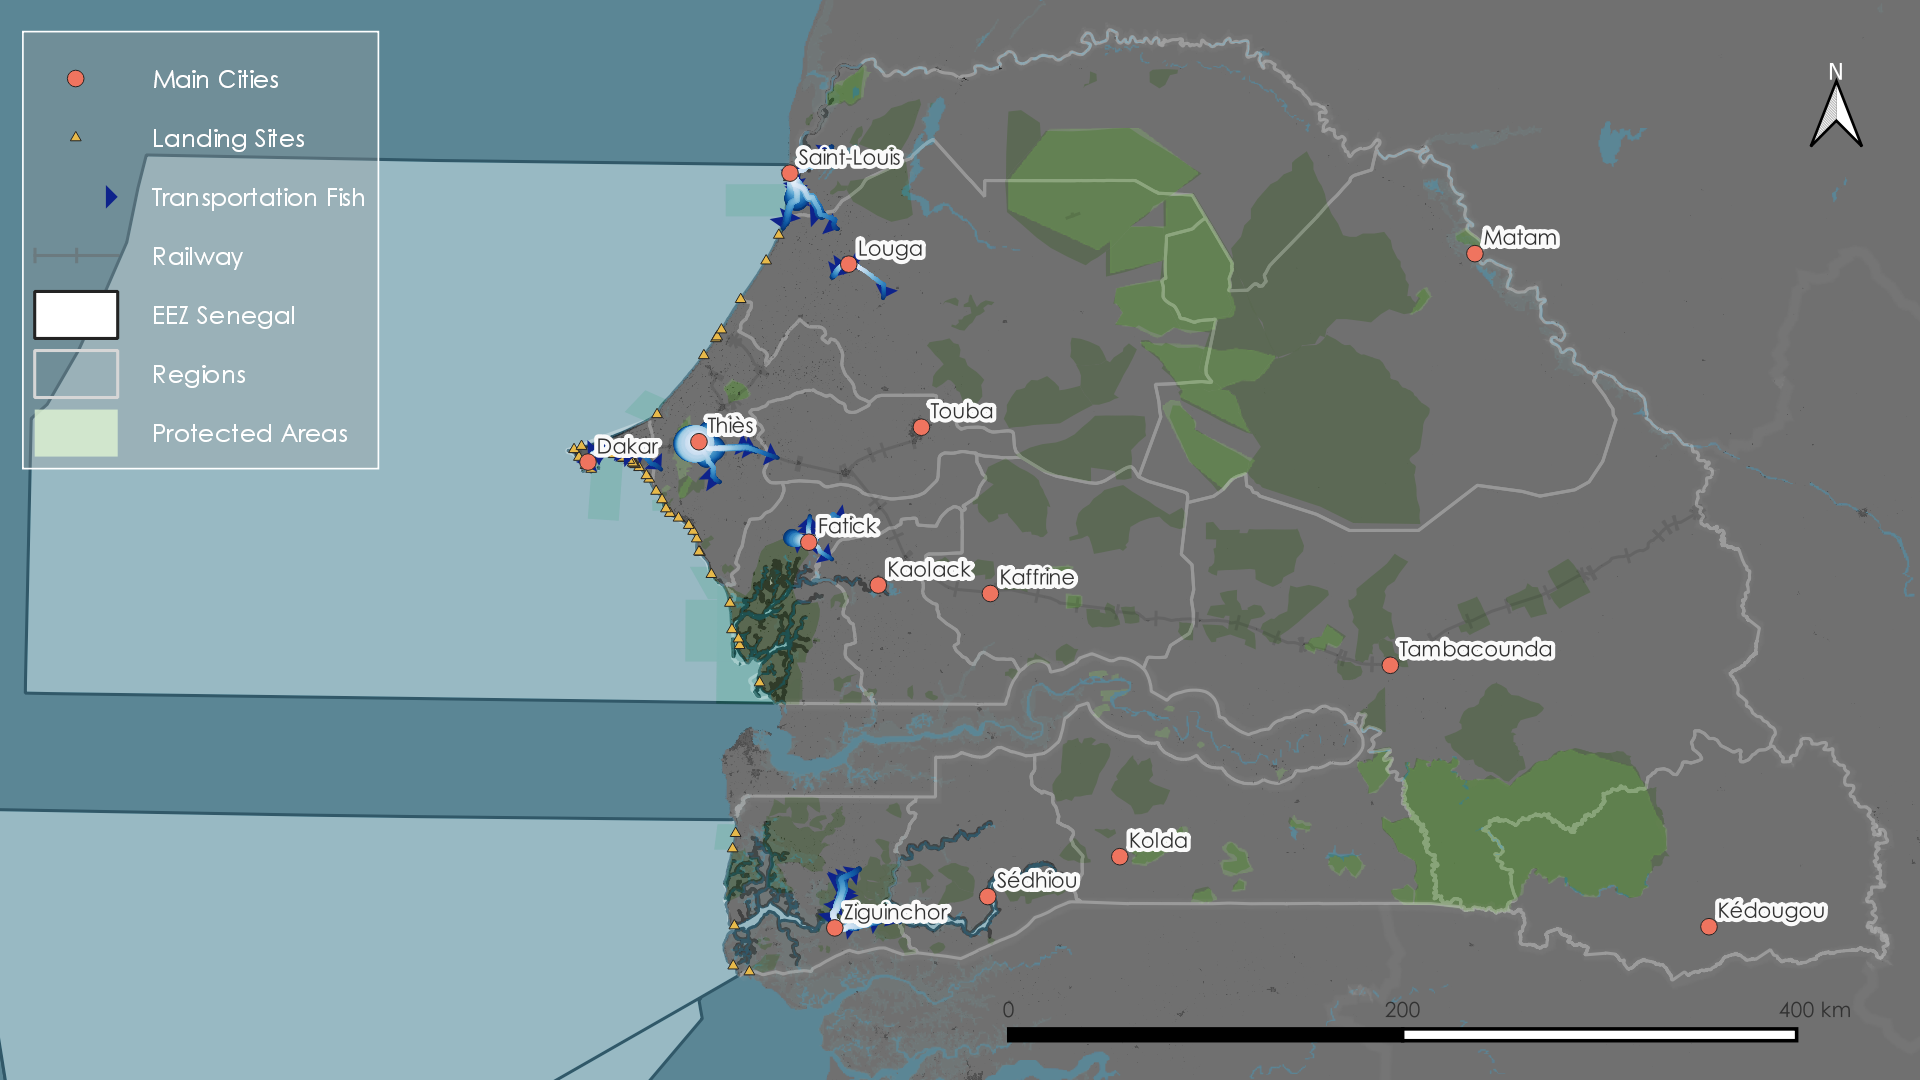 Main Cities
Landing Sites
Transportation Fish
Railway
EEZ Senegal
Regions
Protected Areas
N
Saint-Louis
Louga
Matam
Touba
Thiès
Dakar
Fatick
Kaolack
Kaffrine
Tambacounda
Kolda
Sédhiou
Ziguinchor
Kédougou
0 200 400 km